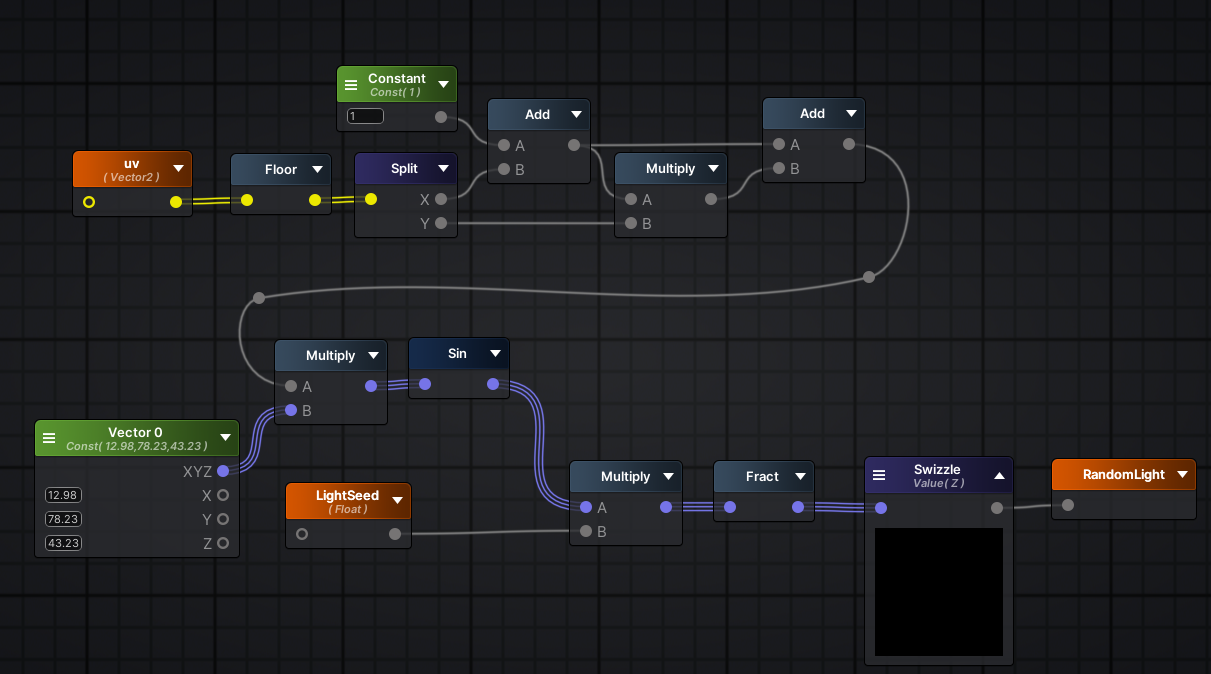 Constant
Const( 1 )
1
Add
A
B
Add
A
B
uv
( Vector2 )
Floor
Split
X
Y
Multiply
A
B
Multiply
A
B
Sin
Vector 0
Const( 12.98,78.23,43.23 )
XYZ
12.98 X
78.23 Y
43.23 Z
LightSeed
( Float )
Multiply
A
B
Fract
Swizzle
Value( Z )
RandomLight